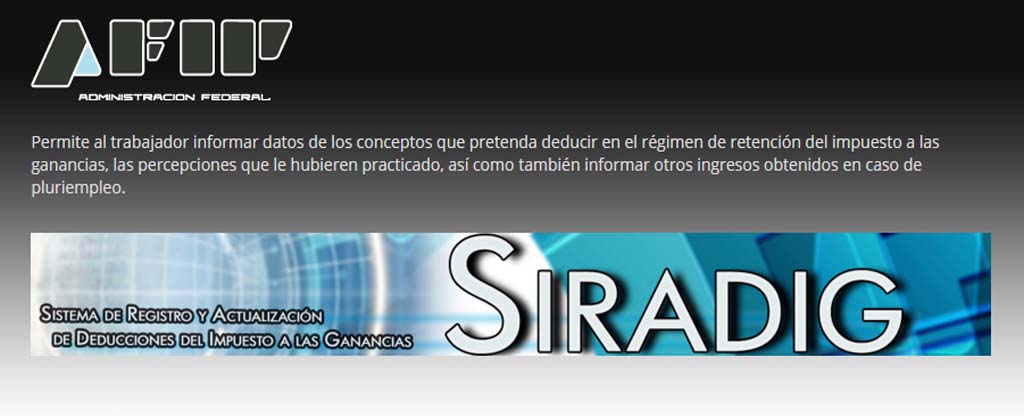 AFIP
ADMINISTRACION FEDERAL
Permite al trabajador informar datos de los conceptos que pretenda deducir en el régimen de retención del impuesto a las
ganancias, las percepciones que le hubieren practicado, así como también informar otros ingresos obtenidos en caso de
pluriempleo.
SISTEMA DE REGISTRO Y ACTUALIZACIÓN
DE DEDUCCIONES DEL IMPUESTO A LAS GANANCIAS
SIRADIG